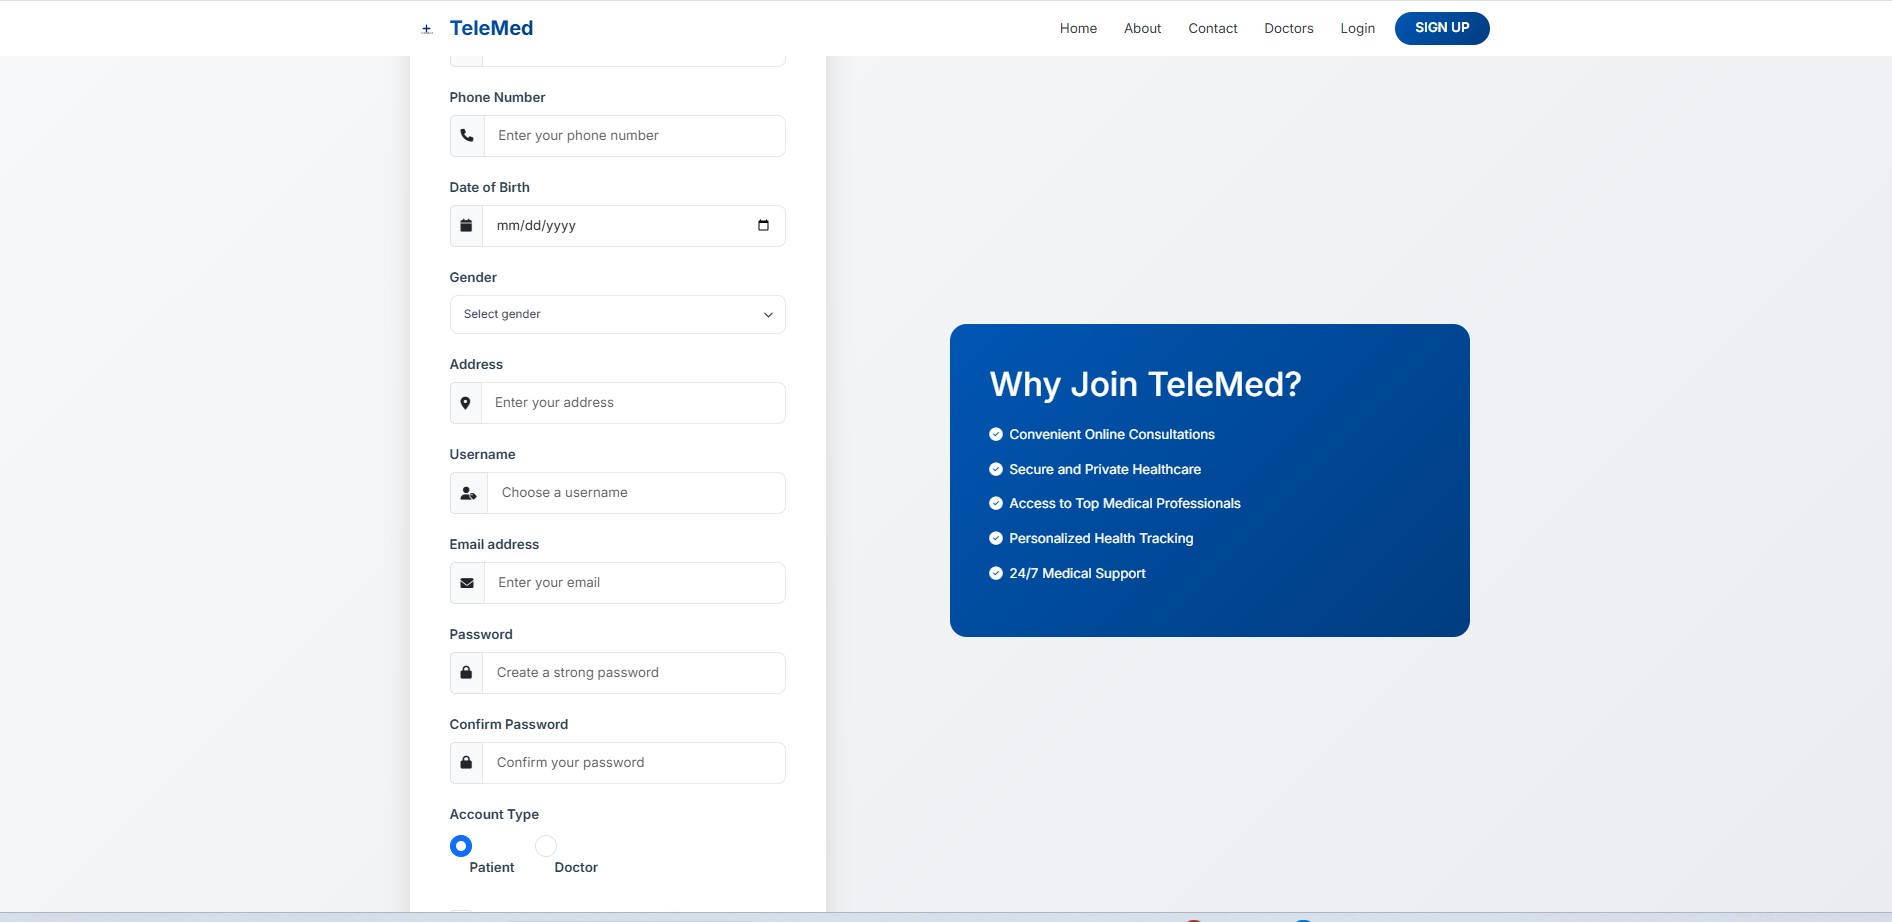 TeleMed
Home About Contact Doctors Login SIGN UP
Phone Number
Enter your phone number
Date of Birth
mm/dd/yyyy
Gender
Select gender
Address
Enter your address
Username
Choose a username
Email address
Enter your email
Password
Create a strong password
Confirm Password
Confirm your password
Account Type
Patient Doctor
Why Join TeleMed?
Convenient Online Consultations
Secure and Private Healthcare
Access to Top Medical Professionals
Personalized Health Tracking
24/7 Medical Support